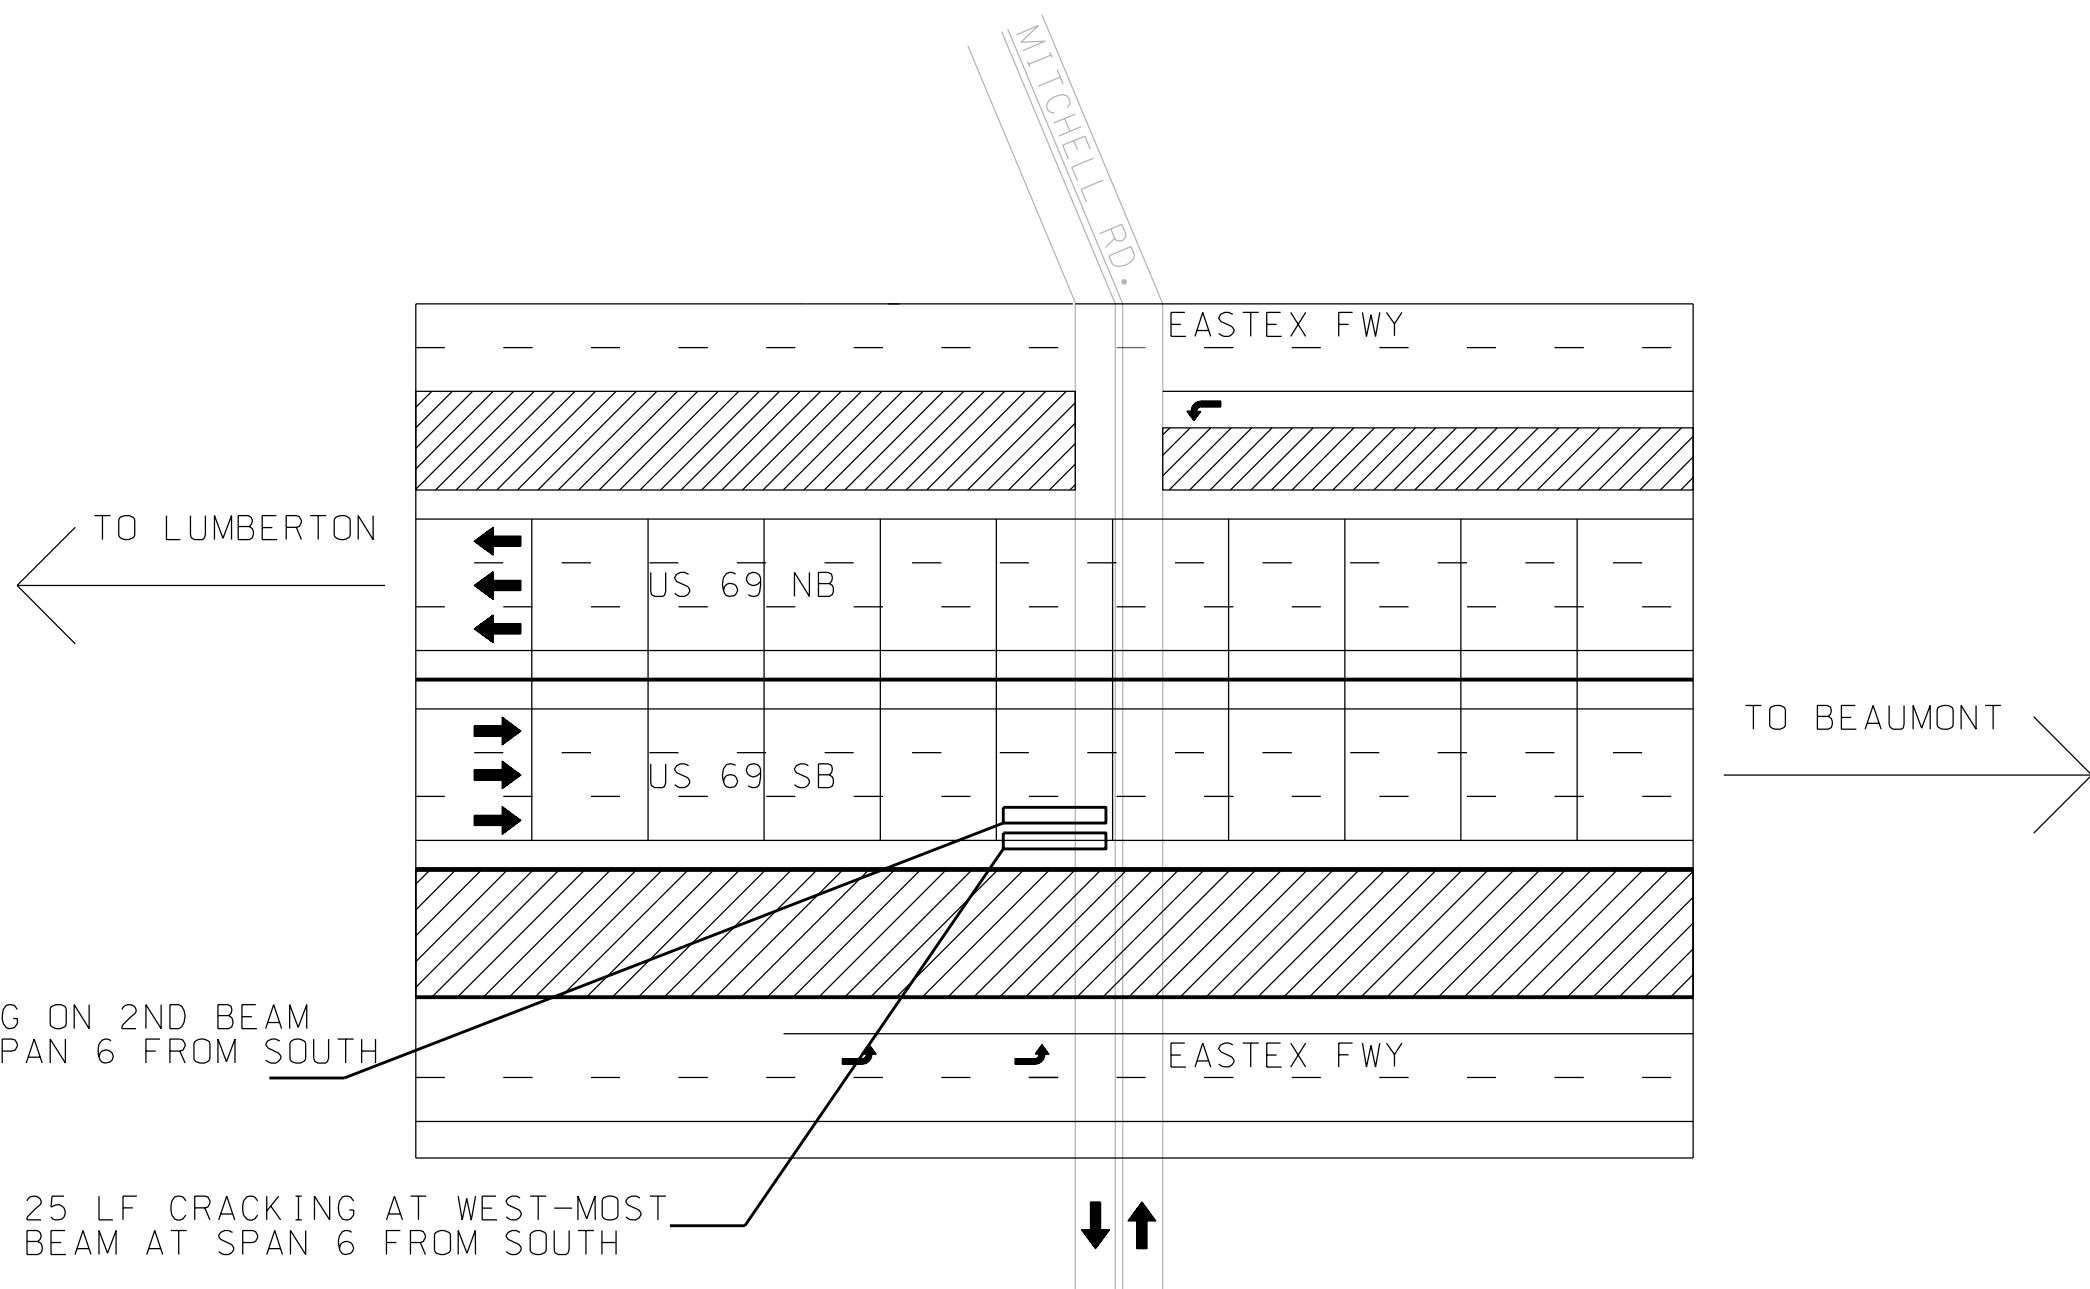 MITCHELL RD.
EASTEX FWY
TO LUMBERTON
US 69 NB
TO BEAUMONT
US 69 SB
G ON 2ND BEAM
PAN 6 FROM SOUTH
EASTEX FWY
25 LF CRACKING AT WEST-MOST
BEAM AT SPAN 6 FROM SOUTH